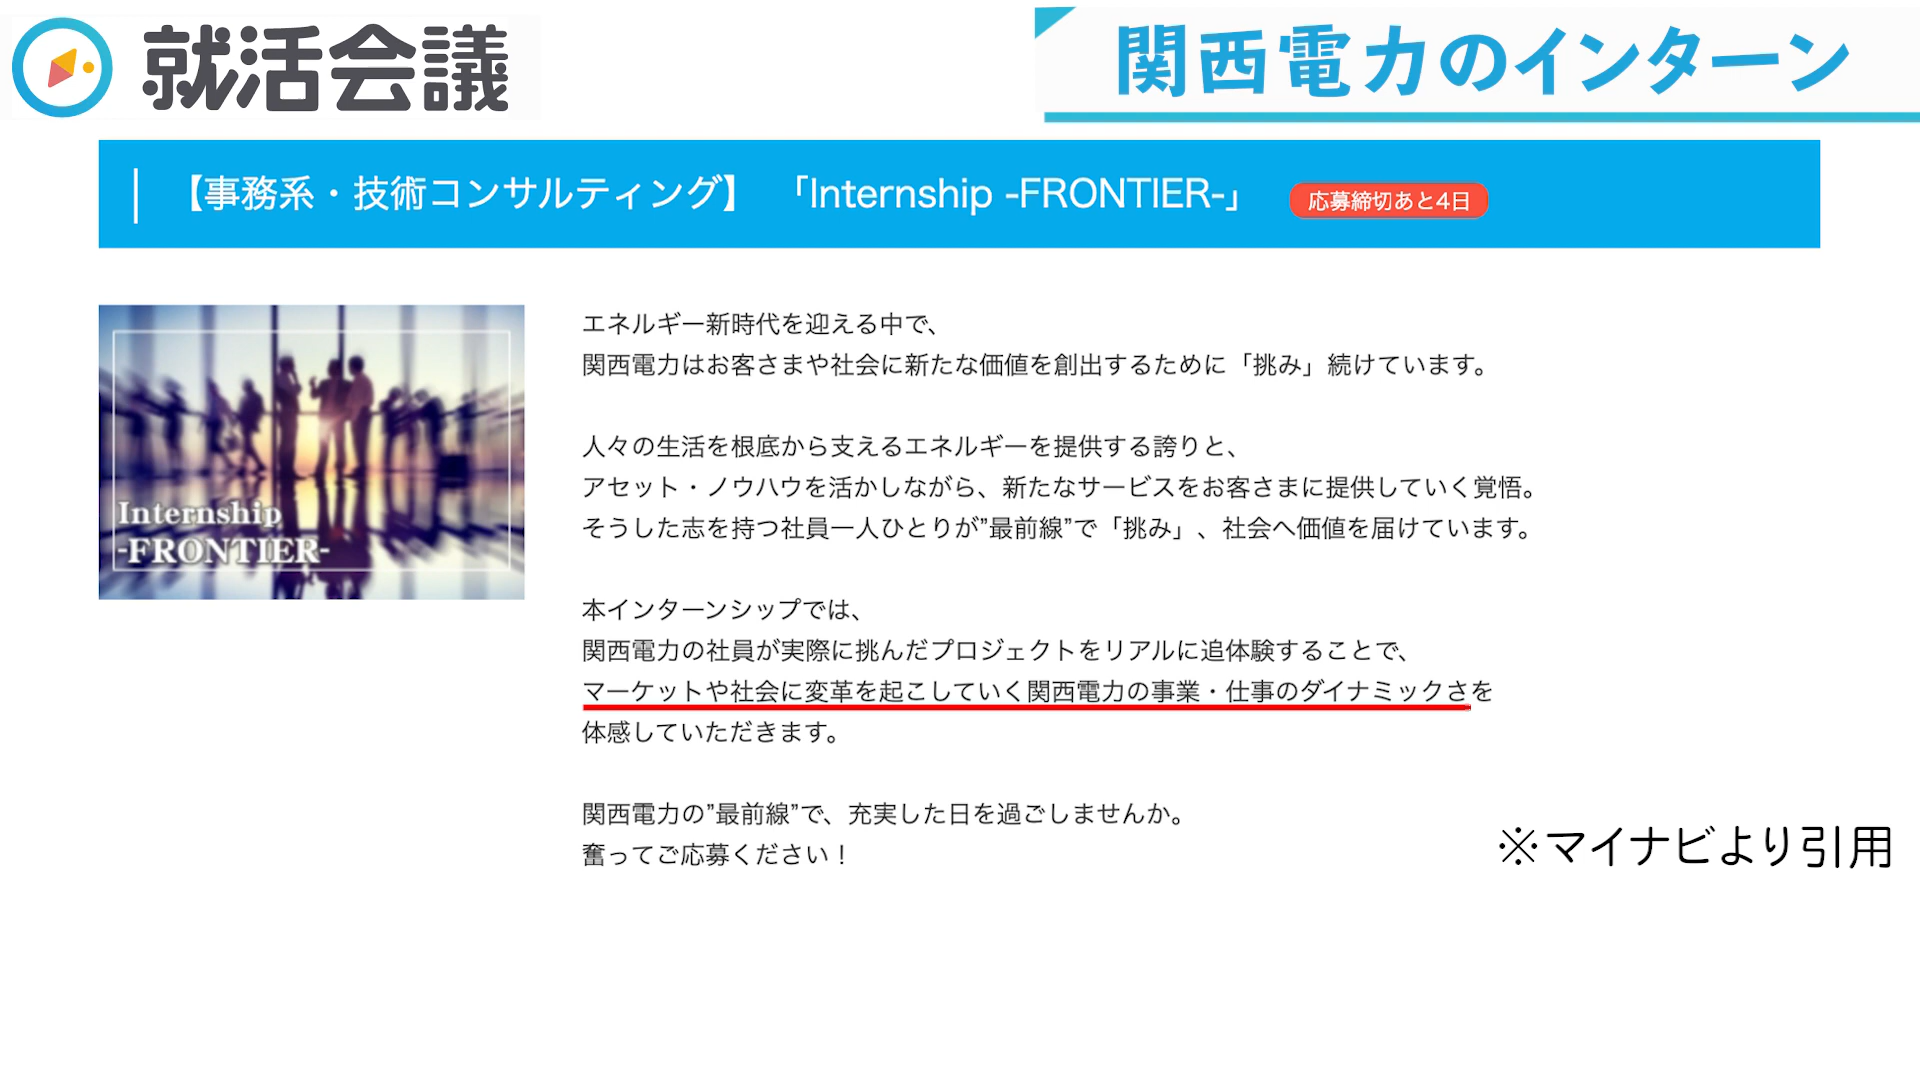 就活会議
関西電力のインターン
【事務系・技術コンサルティング】 「Internship -FRONTIER-」 応募締切あと4日
Internship
-FRONTIER-
エネルギー新時代を迎える中で、
関西電力はお客さまや社会に新たな価値を創出するために「挑み」続けています。
人々の生活を根底から支えるエネルギーを提供する誇りと、
アセット・ノウハウを活かしながら、新たなサービスをお客さまに提供していく覚悟。
そうした志を持つ社員一人ひとりが”最前線”で「挑み」、社会へ価値を届けています。
本インターンシップでは、
関西電力の社員が実際に挑んだプロジェクトをリアルに追体験することで、
マーケットや社会に変革を起こしていく関西電力の事業・仕事のダイナミックさを
体感していただきます。
関西電力の”最前線”で、充実した日を過ごしませんか。
奮ってご応募ください！
※マイナビより引用